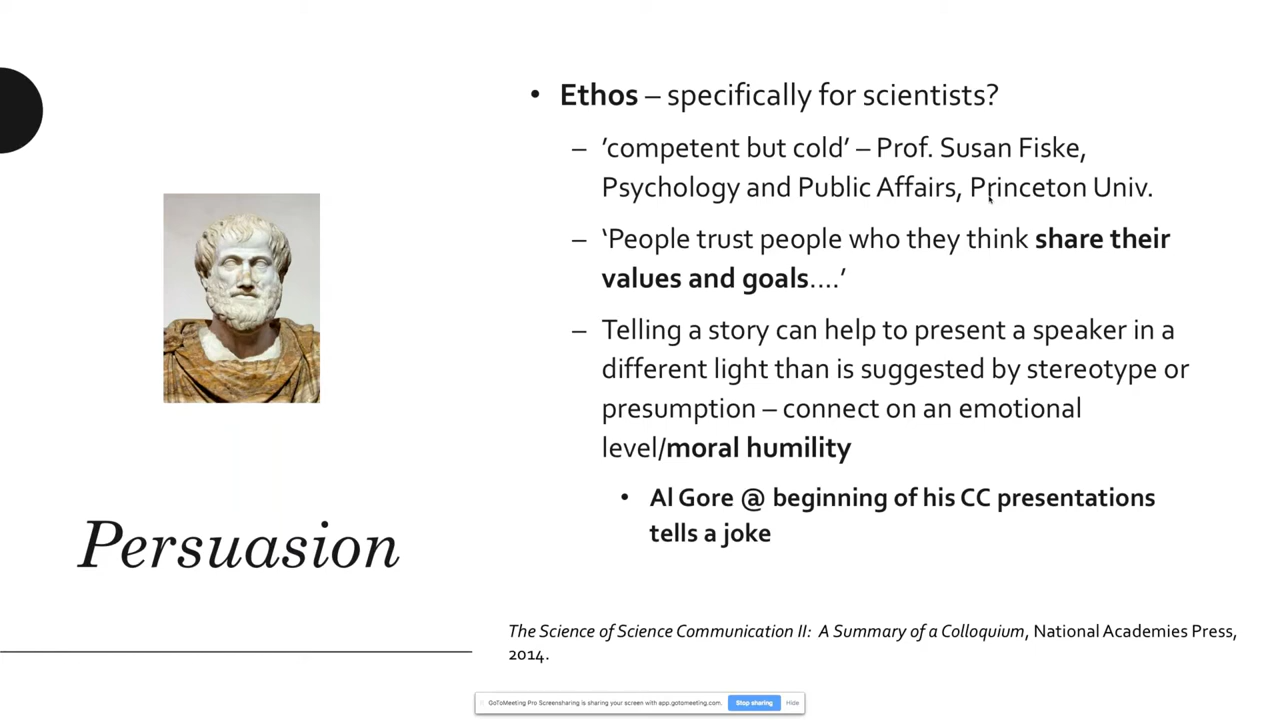 • Ethos – specifically for scientists?
– ’competent but cold’ – Prof. Susan Fiske,
Psychology and Public Affairs, Princeton Univ.
– ‘People trust people who they think share their
values and goals….’
– Telling a story can help to present a speaker in a
different light than is suggested by stereotype or
presumption – connect on an emotional
level/moral humility
• Al Gore @ beginning of his CC presentations
tells a joke
Persuasion
The Science of Science Communication II: A Summary of a Colloquium, National Academies Press,
2014.
GoToMeeting Pro Screensharing is sharing your screen with app.gotomeeting.com. Stop sharing Hide